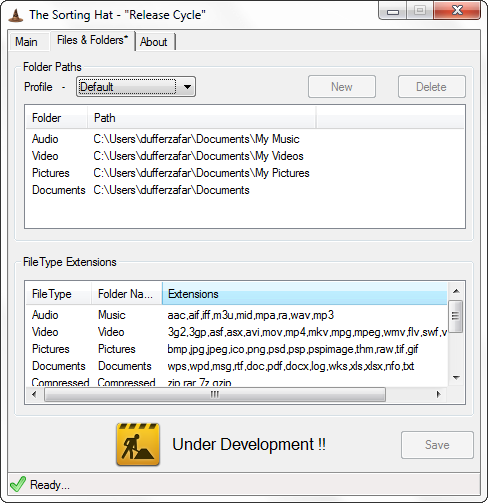 The Sorting Hat - "Release Cycle"
Main Files & Folders* About
Folder Paths
Profile - Default New Delete
Folder Path
Audio C:\Users\dufferzafar\Documents\My Music
Video C:\Users\dufferzafar\Documents\My Videos
Pictures C:\Users\dufferzafar\Documents\My Pictures
Documents C:\Users\dufferzafar\Documents
FileType Extensions
FileType Folder Na... Extensions
Audio Music aac,aif,iff,m3u,mid,mpa,ra,wav,mp3
Video Video 3g2,3gp,asf,asx,avi,mov,mp4,mkv,mpg,mpeg,wmv,flv,swf,v
Pictures Pictures bmp,jpg,jpeg,ico,png,psd,psp,pspimage,thm,raw,tif,gif
Documents Documents wps,wpd,msg,rtf,doc,pdf,docx,log,wks,xls,xlsx,nfo,txt
Compressed Compressed zip,rar,7z,gzip
Under Development !! Save
Ready...